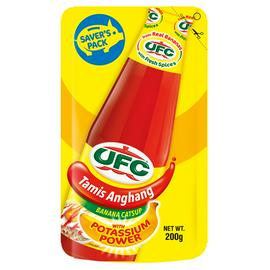 SAVER'S
PACK
from Real Bananas
UFC
with Fresh Spices
UFC
Tamis Anghang
BANANA CATSUP
WITH
POTASSIUM
POWER
NET WT.
200g